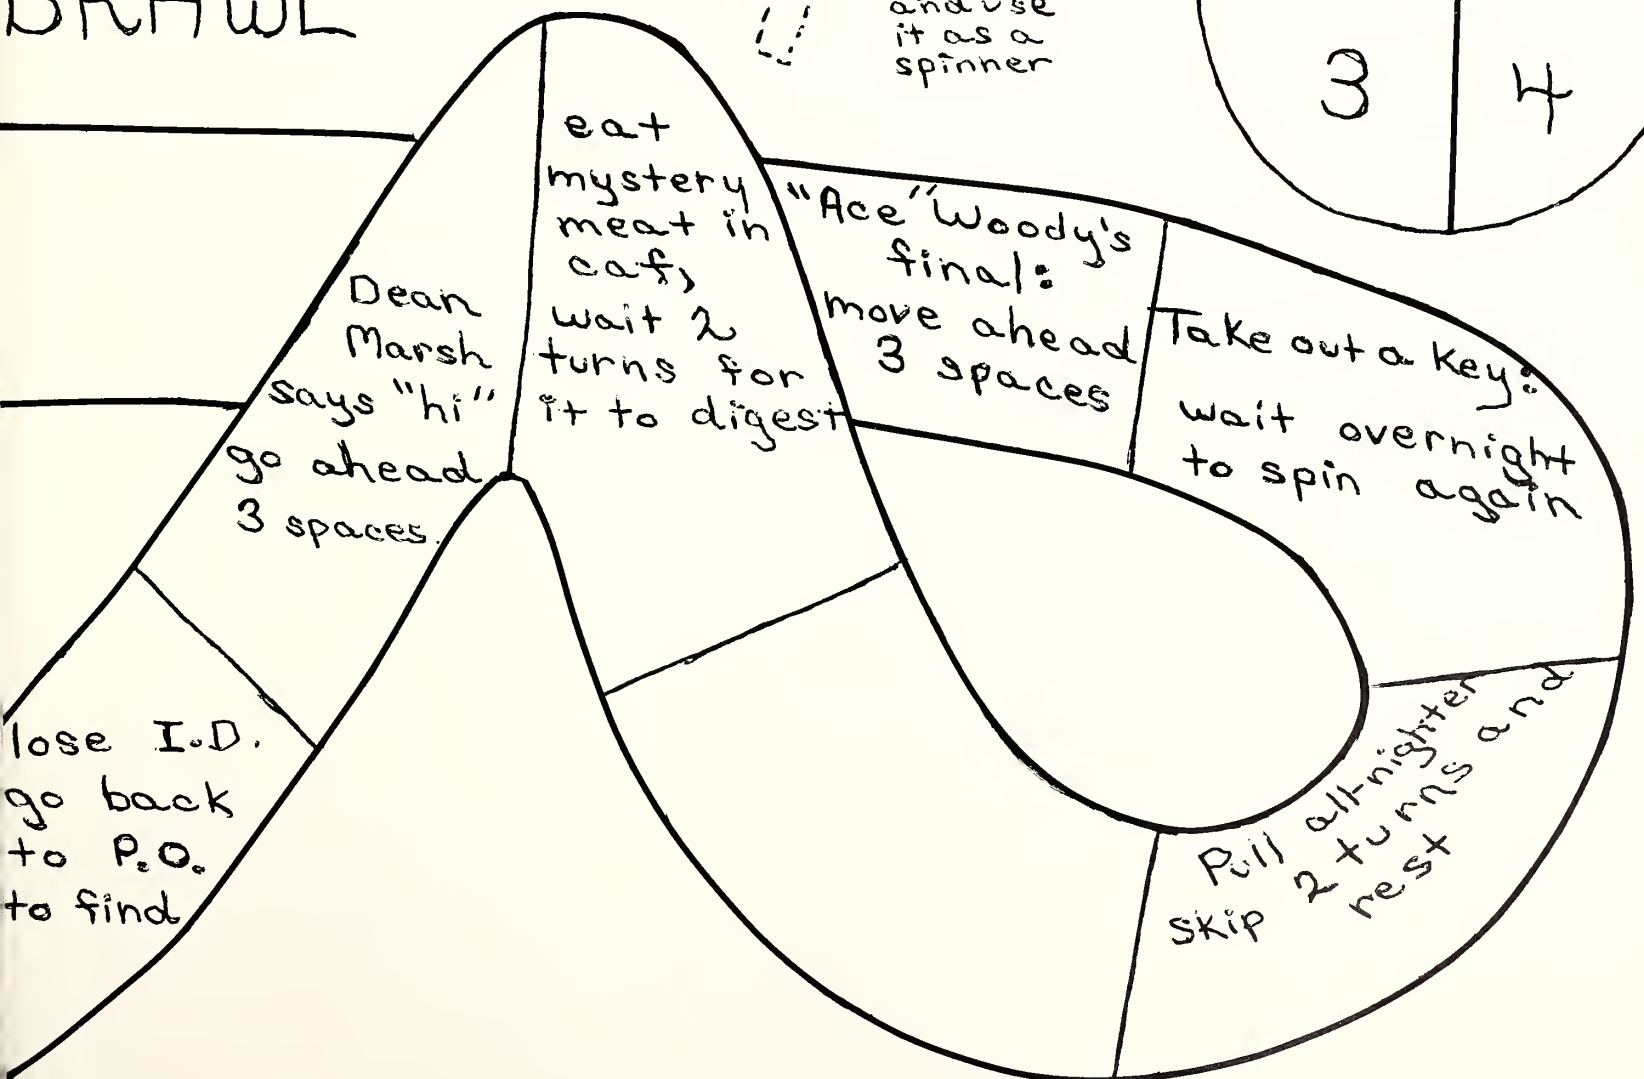 BRAWL
and use
it as a
spinner
3
4
eat
mystery
meat in
caf,
wait 2
turns for
it to digest
"Ace" Woody's
final:
move ahead
3 spaces
Take out a key:
wait overnight
to spin again
Dean
Marsh
says "hi"
go ahead
3 spaces.
lose I.D.
go back
to P.O.
to find
Pull all-nighter
skip 2 turns and
rest